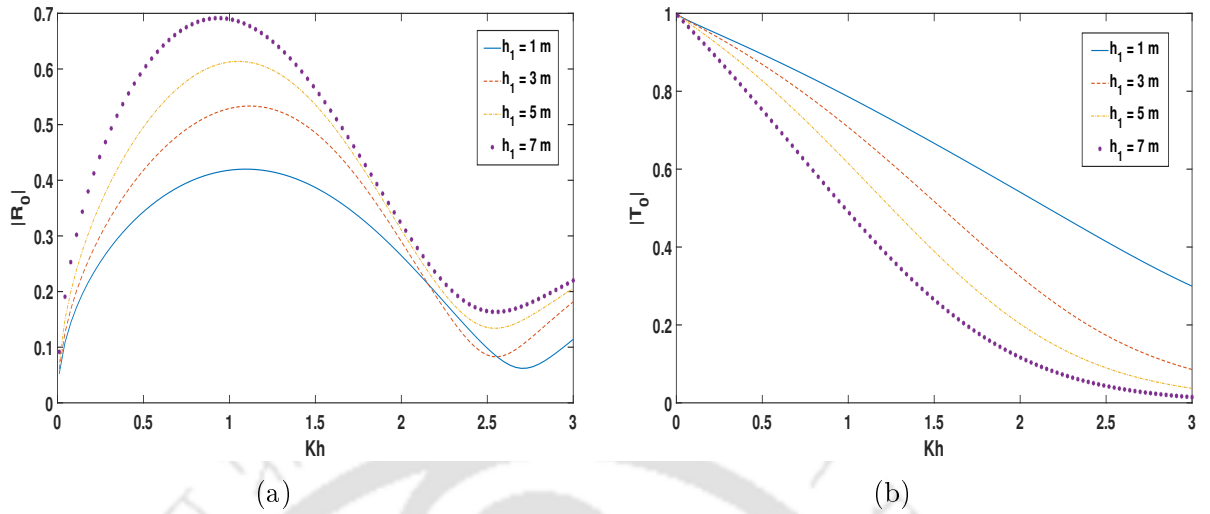 0.7
0.6
0.5
0.4
0.3
0.2
0.1
0
|R₀|
0 0.5 1 1.5 2 2.5 3
Kh
h₁ = 1 m
h₁ = 3 m
h₁ = 5 m
h₁ = 7 m
(a)
1
0.8
0.6
0.4
0.2
0
|T₀|
0 0.5 1 1.5 2 2.5 3
Kh
h₁ = 1 m
h₁ = 3 m
h₁ = 5 m
h₁ = 7 m
(b)